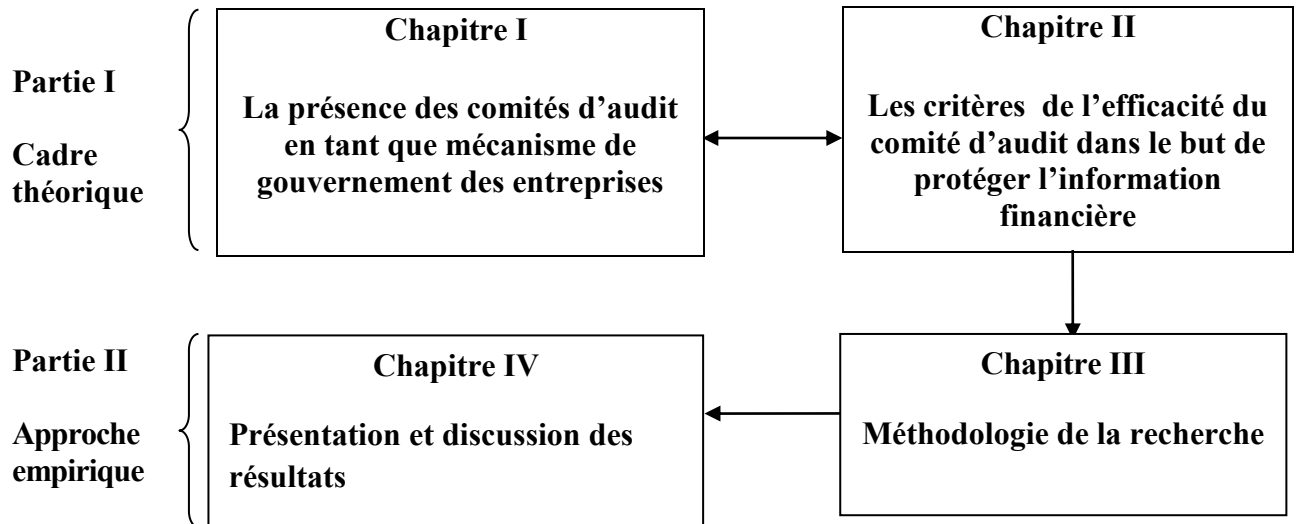 Partie I
Cadre
théorique
Chapitre I
La présence des comités d’audit
en tant que mécanisme de
gouvernement des entreprises
Chapitre II
Les critères de l’efficacité du
comité d’audit dans le but de
protéger l’information
financière
Partie II
Approche
empirique
Chapitre IV
Présentation et discussion des
résultats
Chapitre III
Méthodologie de la recherche